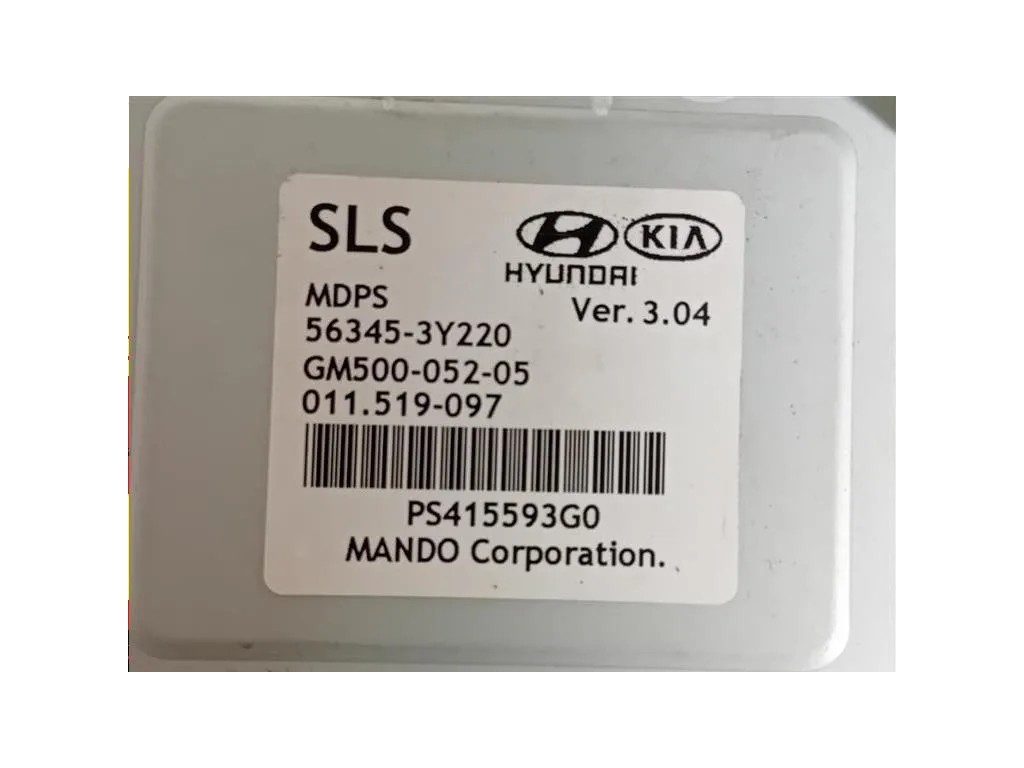 SLS
HYUNDAI
KIA
MDPS
Ver. 3.04
56345-3Y220
GM500-052-05
011.519-097
PS415593G0
MANDO Corporation.